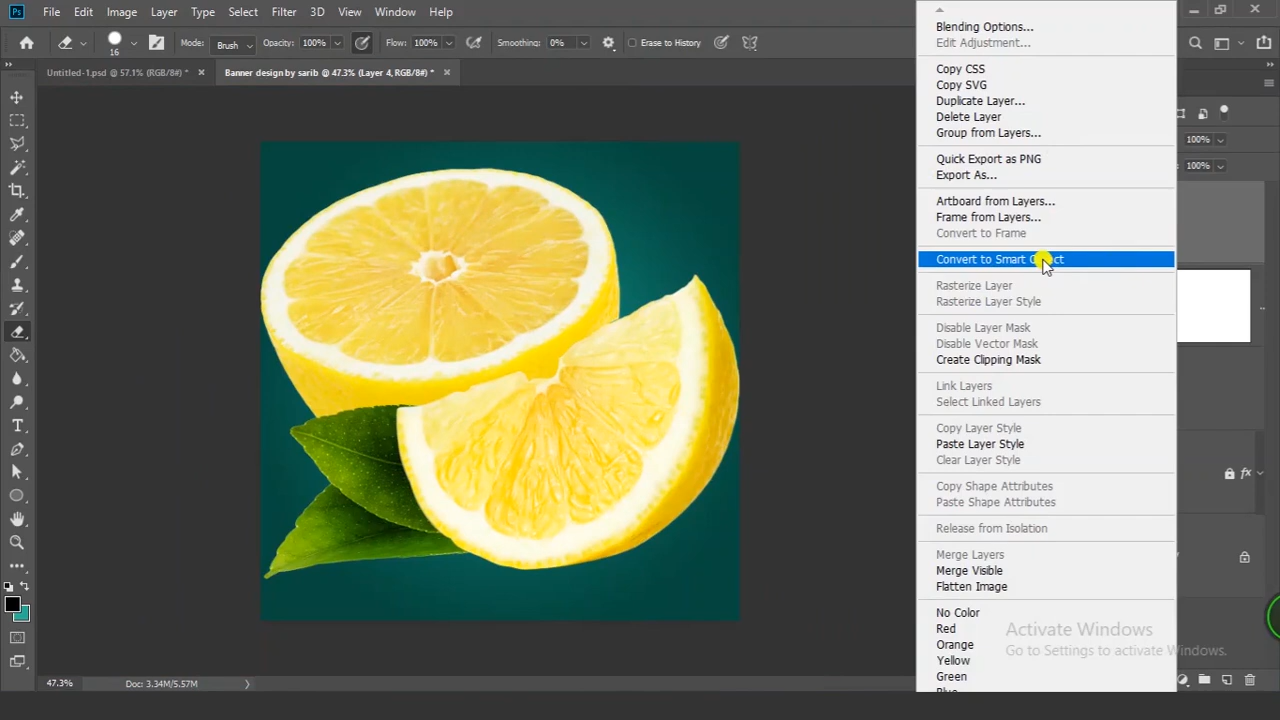 Ps File Edit Image Layer Type Select Filter 3D View Window Help
16 Mode: Brush Opacity: 100% Flow: 100% Smoothing: 0% Erase to History
Untitled-1.psd @ 57.1% (RGB/8#) * × Banner design by sarib @ 47.3% (Layer 4, RGB/8#) * ×
Blending Options...
Edit Adjustment...
Copy CSS
Copy SVG
Duplicate Layer...
Delete Layer
Group from Layers...
Quick Export as PNG
Export As...
Artboard from Layers...
Frame from Layers...
Convert to Frame
Convert to Smart Object
Rasterize Layer
Rasterize Layer Style
Disable Layer Mask
Disable Vector Mask
Create Clipping Mask
Link Layers
Select Linked Layers
Copy Layer Style
Paste Layer Style
Clear Layer Style
Copy Shape Attributes
Paste Shape Attributes
Release from Isolation
Merge Layers
Merge Visible
Flatten Image
No Color
Red
Orange
Yellow
Green
100%
100%
fx
Activate Windows
Go to Settings to activate Windows.
47.3% Doc: 3.34M/5.57M